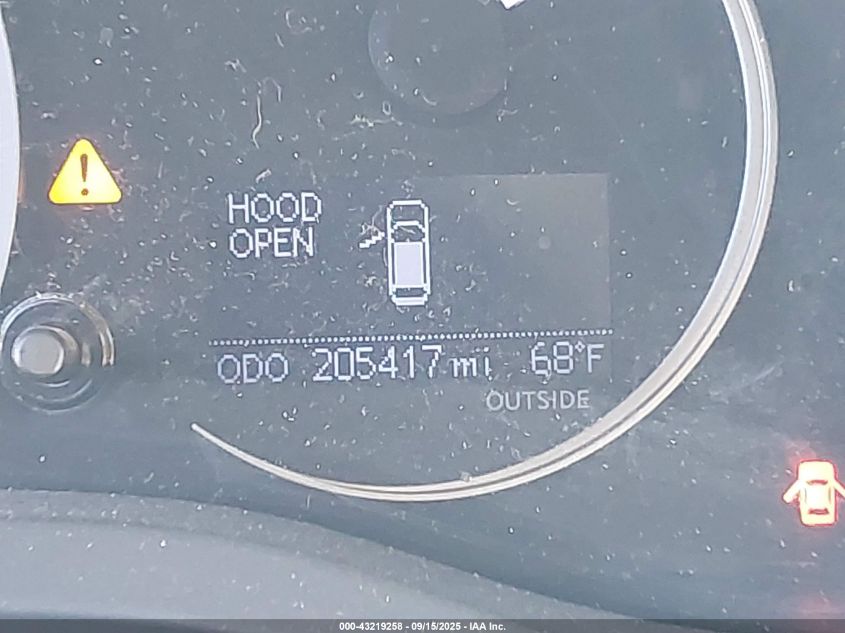 HOOD
OPEN
ODO 205417 mi 68°F
OUTSIDE
000-43219258 - 09/15/2025 - IAA Inc.